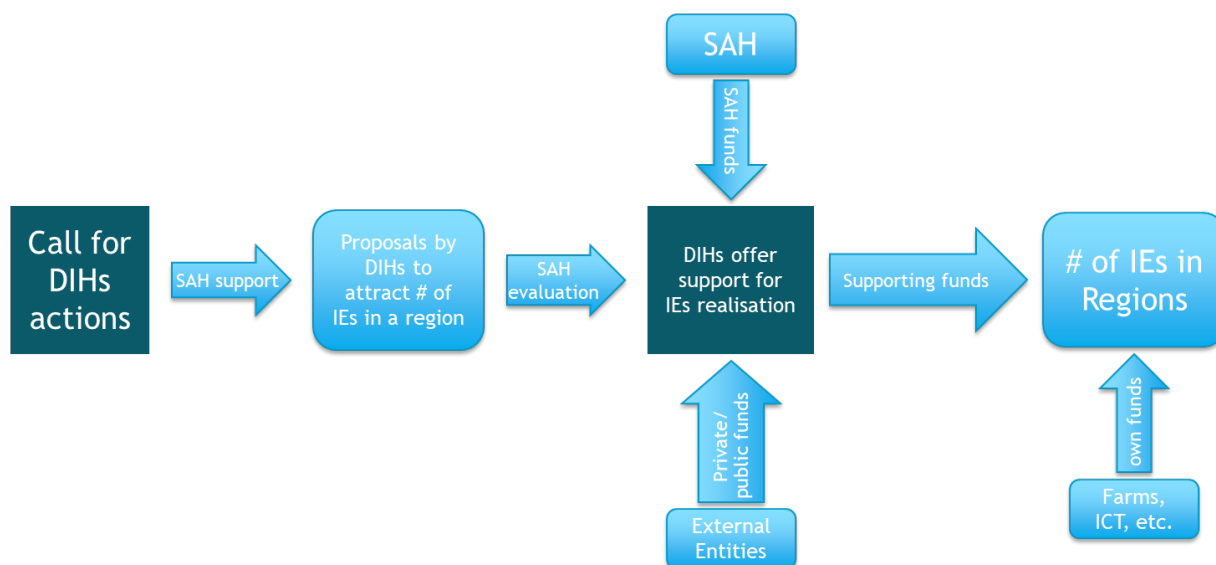 SAH
SAH funds
Call for
DIHs
actions
SAH support
Proposals by
DIHs to
attract # of
IEs in a region
SAH
evaluation
DIHs offer
support for
IEs realisation
Supporting funds
# of IEs in
Regions
Private/
public funds
own funds
External
Entities
Farms,
ICT, etc.